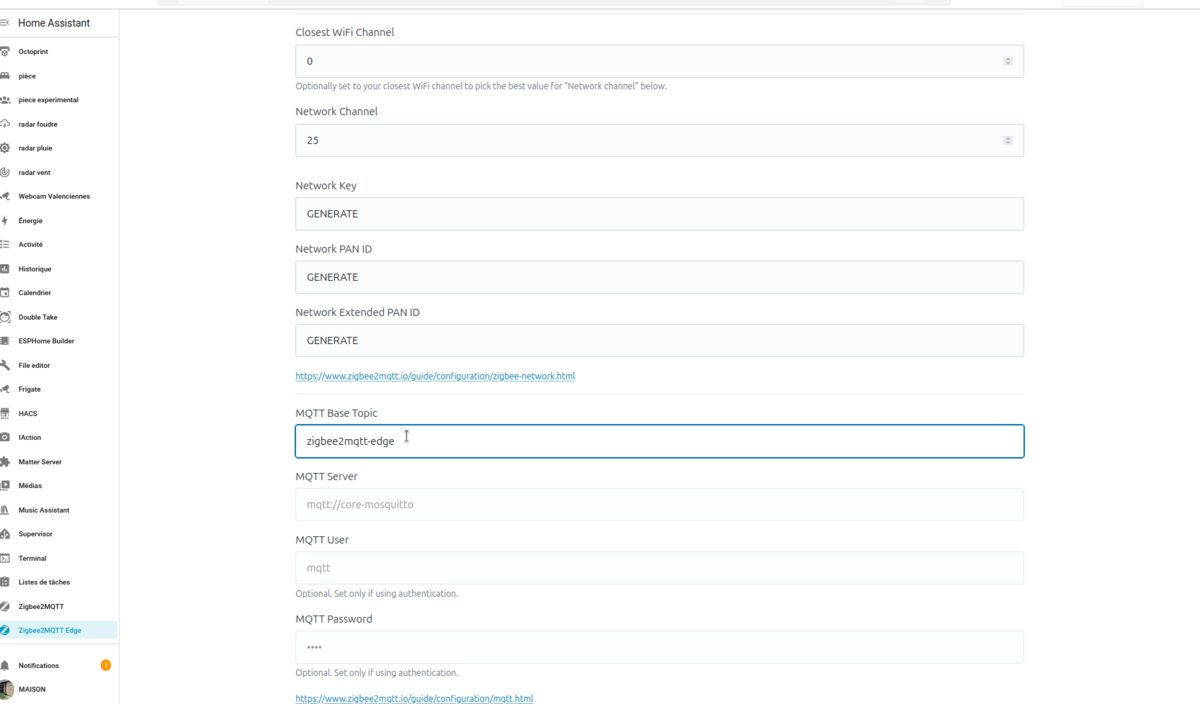 Home Assistant
Octoprint
pièce
piece experimental
radar foudre
radar pluie
radar vent
Webcam Valenciennes
Énergie
Activité
Historique
Calendrier
Double Take
ESPHome Builder
File editor
Frigate
HACS
IAction
Matter Server
Médias
Music Assistant
Supervisor
Terminal
Listes de tâches
Zigbee2MQTT
Zigbee2MQTT Edge
Notifications
1
MAISON
Closest WiFi Channel
0
Optionally set to your closest WiFi channel to pick the best value for "Network channel" below.
Network Channel
25
Network Key
GENERATE
Network PAN ID
GENERATE
Network Extended PAN ID
GENERATE
https://www.zigbee2mqtt.io/guide/configuration/zigbee-network.html
MQTT Base Topic
zigbee2mqtt-edge
MQTT Server
mqtt://core-mosquitto
MQTT User
mqtt
Optional. Set only if using authentication.
MQTT Password
••••
Optional. Set only if using authentication.
https://www.zigbee2mqtt.io/guide/configuration/mqtt.html